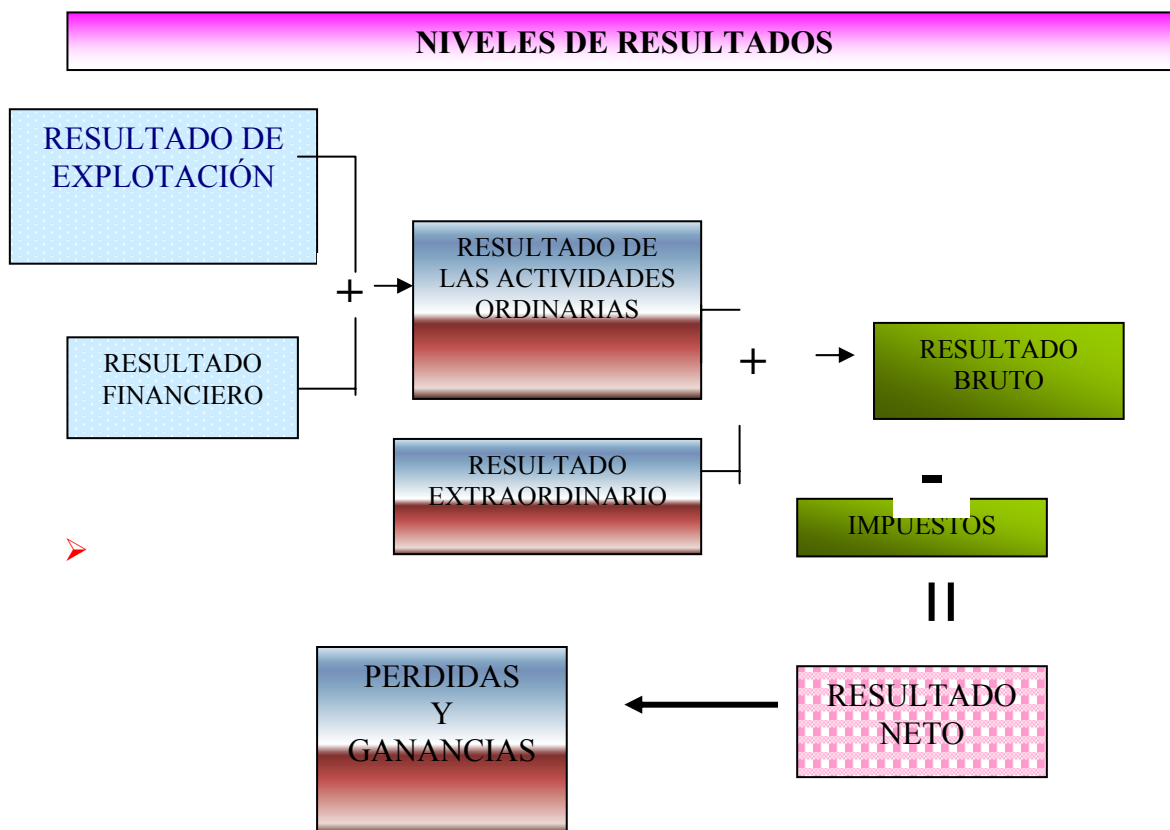 NIVELES DE RESULTADOS
RESULTADO DE
EXPLOTACIÓN
+
RESULTADO
FINANCIERO
RESULTADO DE
LAS ACTIVIDADES
ORDINARIAS
+
RESULTADO
EXTRAORDINARIO
RESULTADO
BRUTO
-
IMPUESTOS
=
RESULTADO
NETO
PERDIDAS
Y
GANANCIAS